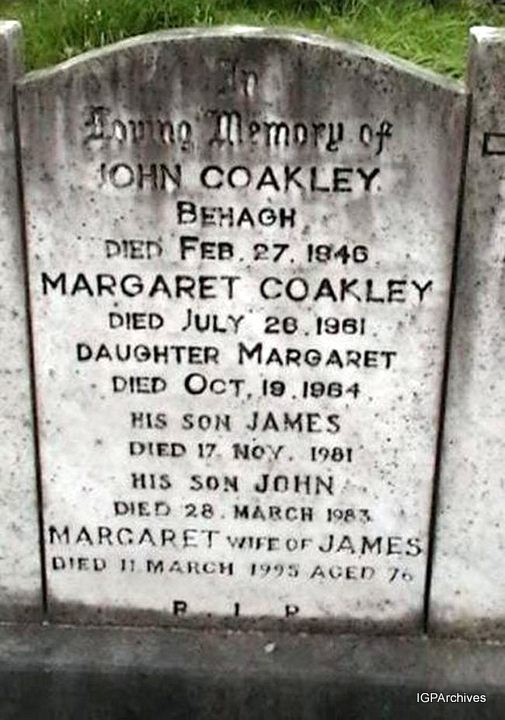 In
Loving Memory of
JOHN COAKLEY
BEHAGH
DIED FEB. 27. 1946
MARGARET COAKLEY
DIED JULY 26. 1961.
DAUGHTER MARGARET
DIED OCT. 19. 1964.
HIS SON JAMES
DIED 17. NOV. 1981
HIS SON JOHN
DIED 28. MARCH 1983.
MARGARET WIFE OF JAMES
DIED 11 MARCH 1995 AGED 76
R. I. P.
IGPArchives